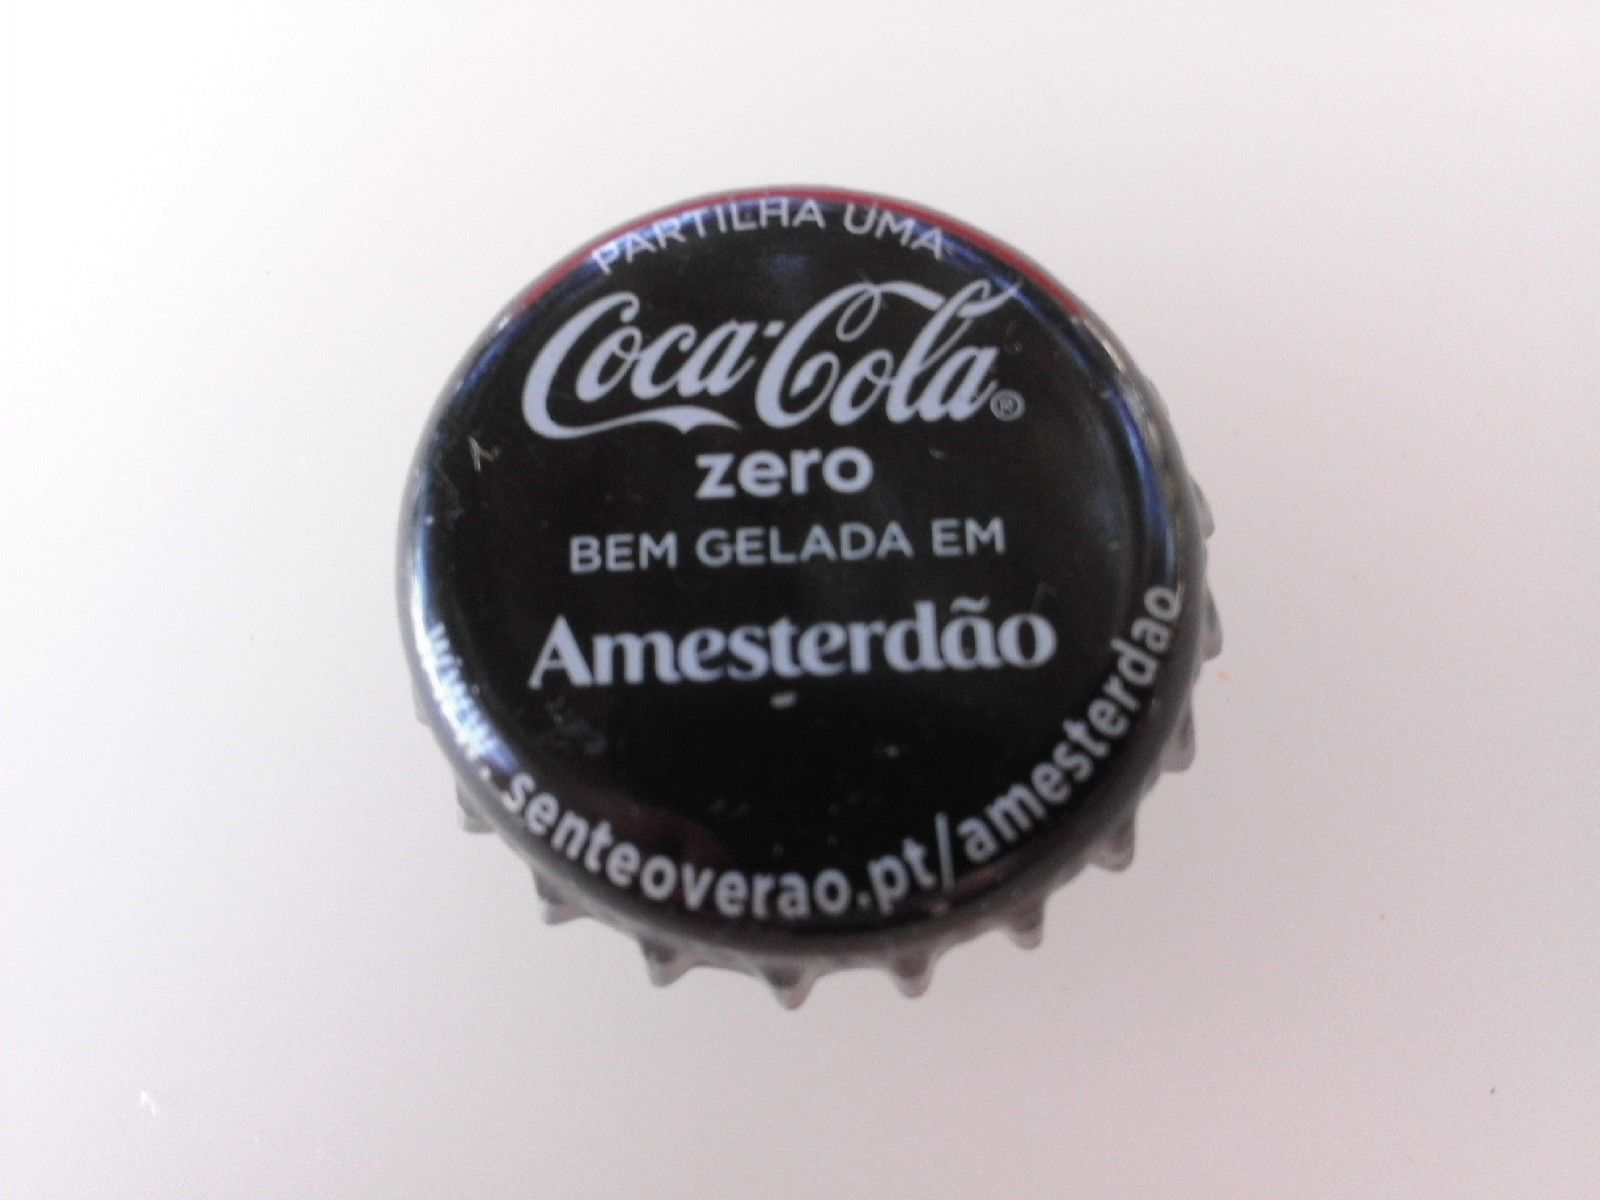 PARTILHA UMA
Coca-Cola®
zero
BEM GELADA EM
Amesterdão
www.senteoverao.pt/amesterdao